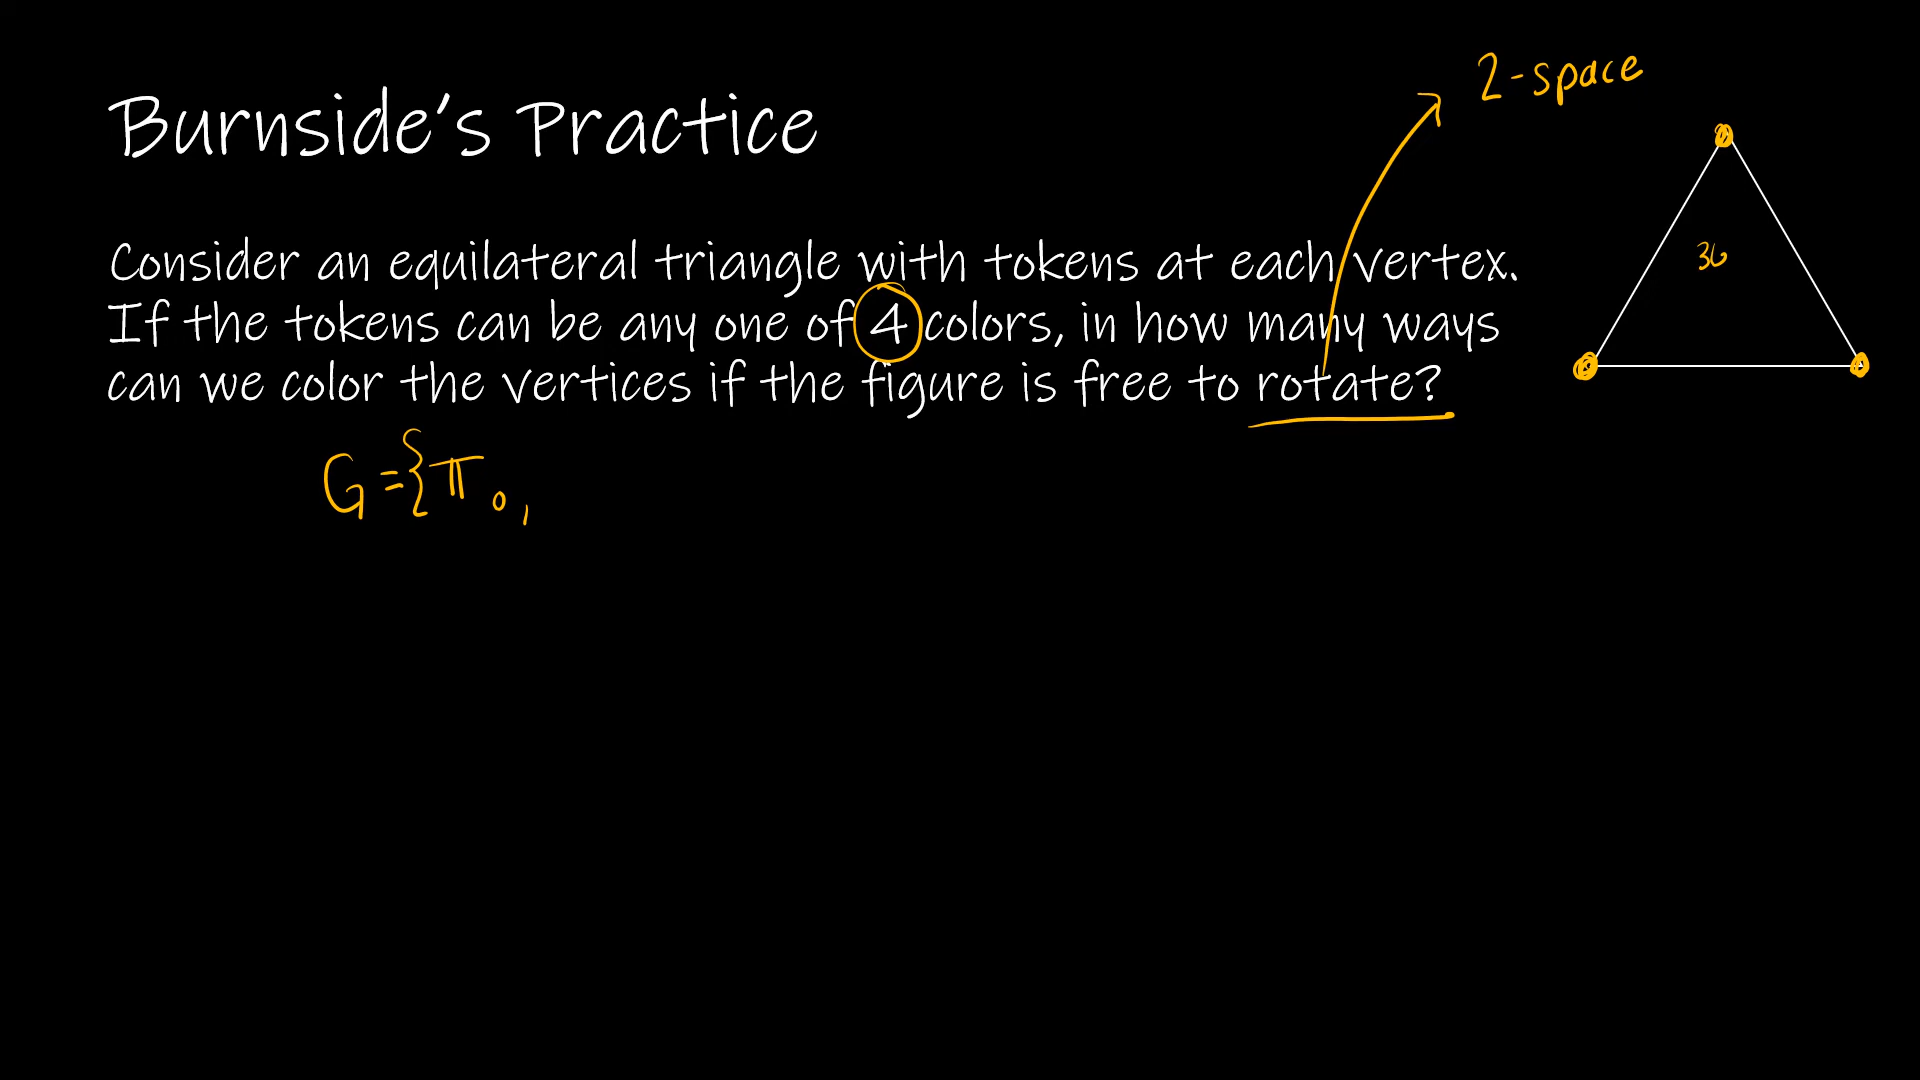 2-space
Burnside's Practice
Consider an equilateral triangle with tokens at each vertex.
If the tokens can be any one of 4 colors, in how many ways
can we color the vertices if the figure is free to rotate?
G={π₀,